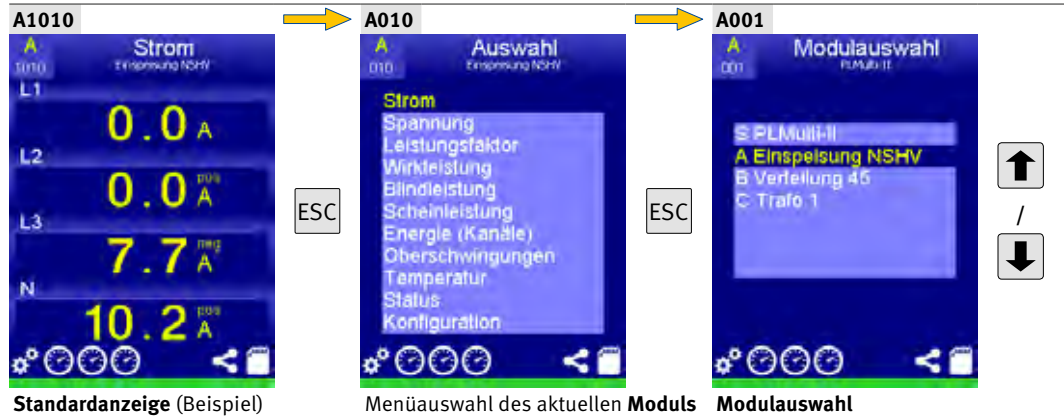 A1010
A
1010
Strom
Einspeisung NSHV
L1
0.0 A
L2
0.0 pos A
L3
7.7 neg A
N
10.2 pos A
Standardanzeige (Beispiel)
ESC
A010
A
010
Auswahl
Einspeisung NSHV
Strom
Spannung
Leistungsfaktor
Wirkleistung
Blindleistung
Scheinleistung
Energie (Kanäle)
Oberschwingungen
Temperatur
Status
Konfiguration
Menüauswahl des aktuellen Moduls
ESC
A001
A
001
Modulauswahl
PLMulti-II
S PLMulti-II
A Einspeisung NSHV
B Verteilung 45
C Trafo 1
Modulauswahl
/